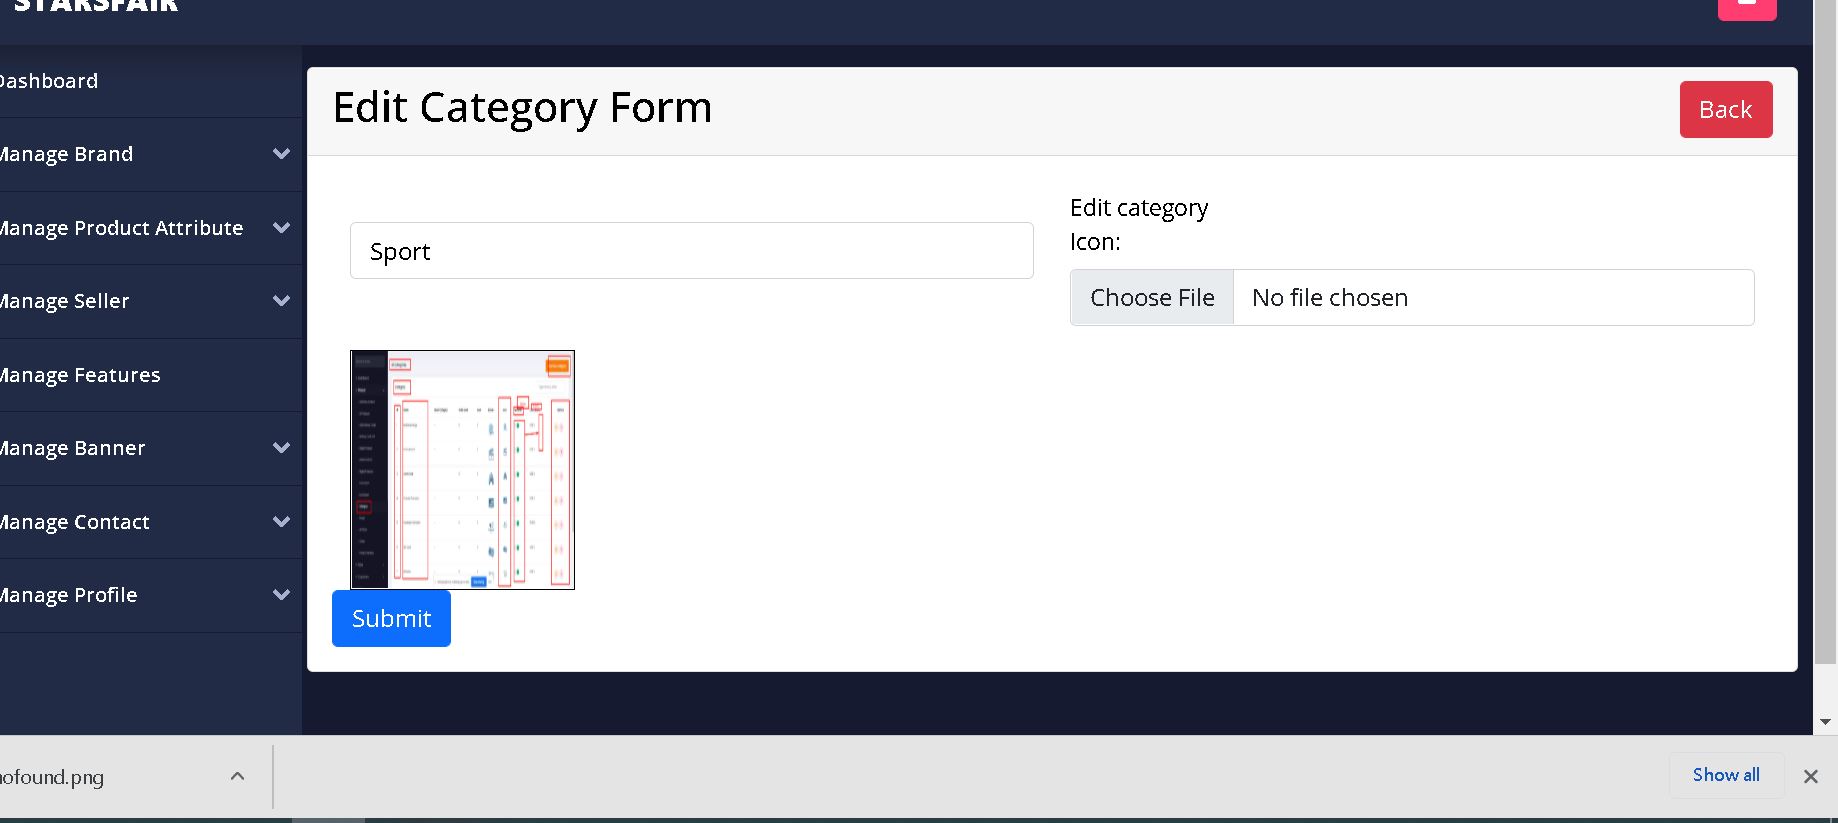 STARSFAIR
Dashboard
Manage Brand
Manage Product Attribute
Manage Seller
Manage Features
Manage Banner
Manage Contact
Manage Profile
Edit Category Form
Back
Sport
Edit category
Icon:
Choose File
No file chosen
Submit
nofound.png
Show all